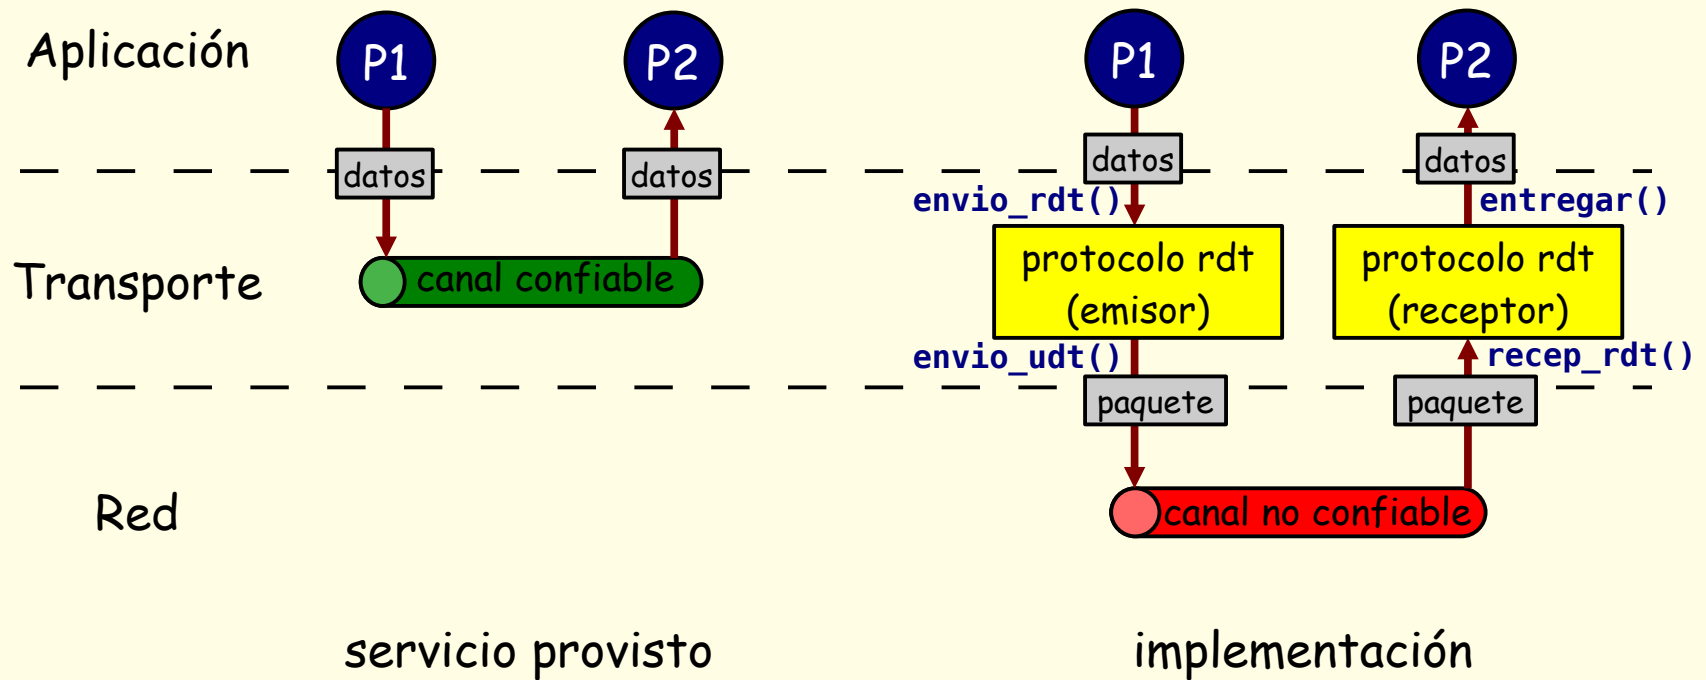 Aplicación
P1
P2
P1
P2
datos
datos
datos
datos
envio_rdt()
entregar()
Transporte
canal confiable
protocolo rdt
(emisor)
protocolo rdt
(receptor)
envio_udt()
recep_rdt()
paquete
paquete
Red
canal no confiable
servicio provisto
implementación